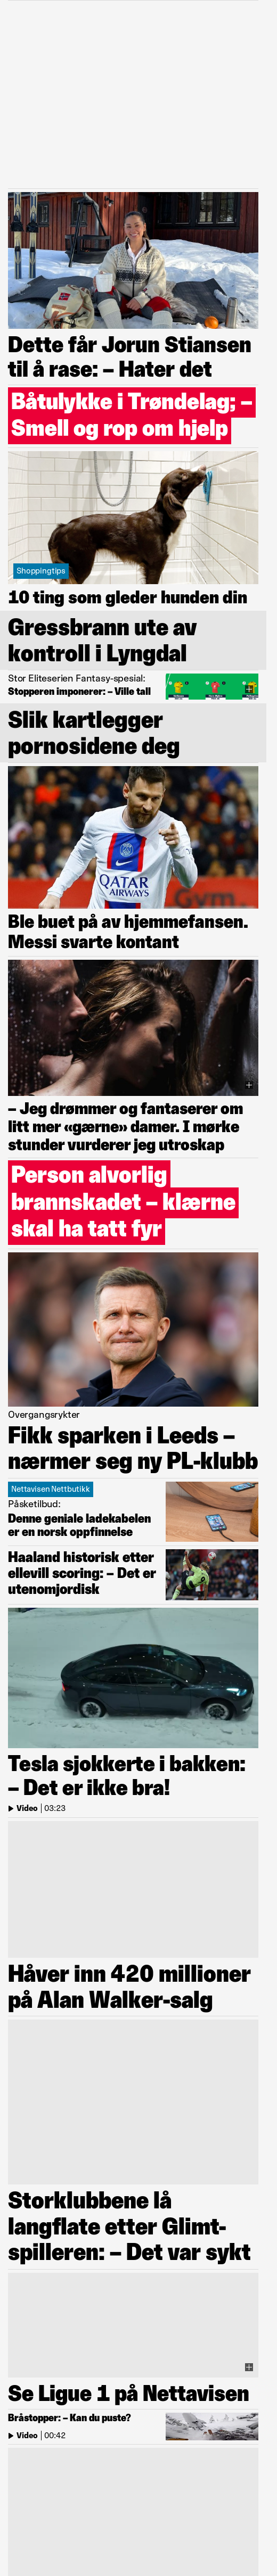 Dette får Jorun Stiansen
til å rase: – Hater det
Båtulykke i Trøndelag; –
Smell og rop om hjelp
Shoppingtips
10 ting som gleder hunden din
Gressbrann ute av
kontroll i Lyngdal
Stor Eliteserien Fantasy-spesial:
Stopperen imponerer: – Ville tall
Slik kartlegger
pornosidene deg
QATAR
AIRWAYS
Ble buet på av hjemmefansen.
Messi svarte kontant
– Jeg drømmer og fantaserer om
litt mer «gærne» damer. I mørke
stunder vurderer jeg utroskap
Person alvorlig
brannskadet – klærne
skal ha tatt fyr
Overgangsrykter
Fikk sparken i Leeds –
nærmer seg ny PL-klubb
Nettavisen Nettbutikk
Påsketilbud:
Denne geniale ladekabelen
er en norsk oppfinnelse
Haaland historisk etter
ellevill scoring: – Det er
utenomjordisk
Tesla sjokkerte i bakken:
– Det er ikke bra!
Video | 03:23
Håver inn 420 millioner
på Alan Walker-salg
Storklubbene lå
langflate etter Glimt-
spilleren: – Det var sykt
Se Ligue 1 på Nettavisen
Bråstopper: – Kan du puste?
Video | 00:42